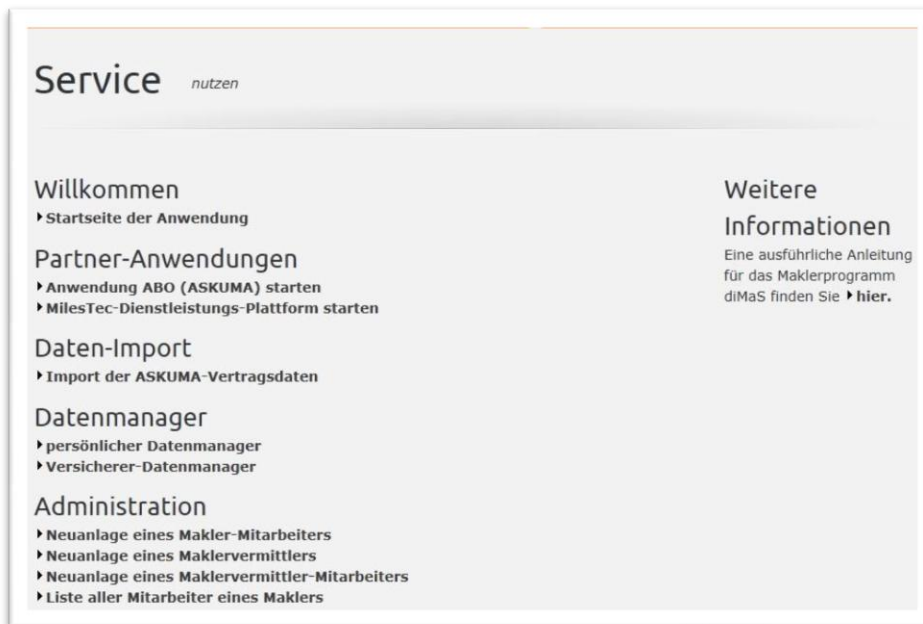 Service nutzen
Willkommen
Startseite der Anwendung
Partner-Anwendungen
Anwendung ABO (ASKUMA) starten
MilesTec-Dienstleistungs-Plattform starten
Daten-Import
Import der ASKUMA-Vertragsdaten
Datenmanager
persönlicher Datenmanager
Versicherer-Datenmanager
Administration
Neuanlage eines Makler-Mitarbeiters
Neuanlage eines Maklervermittlers
Neuanlage eines Maklervermittler-Mitarbeiters
Liste aller Mitarbeiter eines Maklers
Weitere
Informationen
Eine ausführliche Anleitung
für das Maklerprogramm
diMaS finden Sie hier.